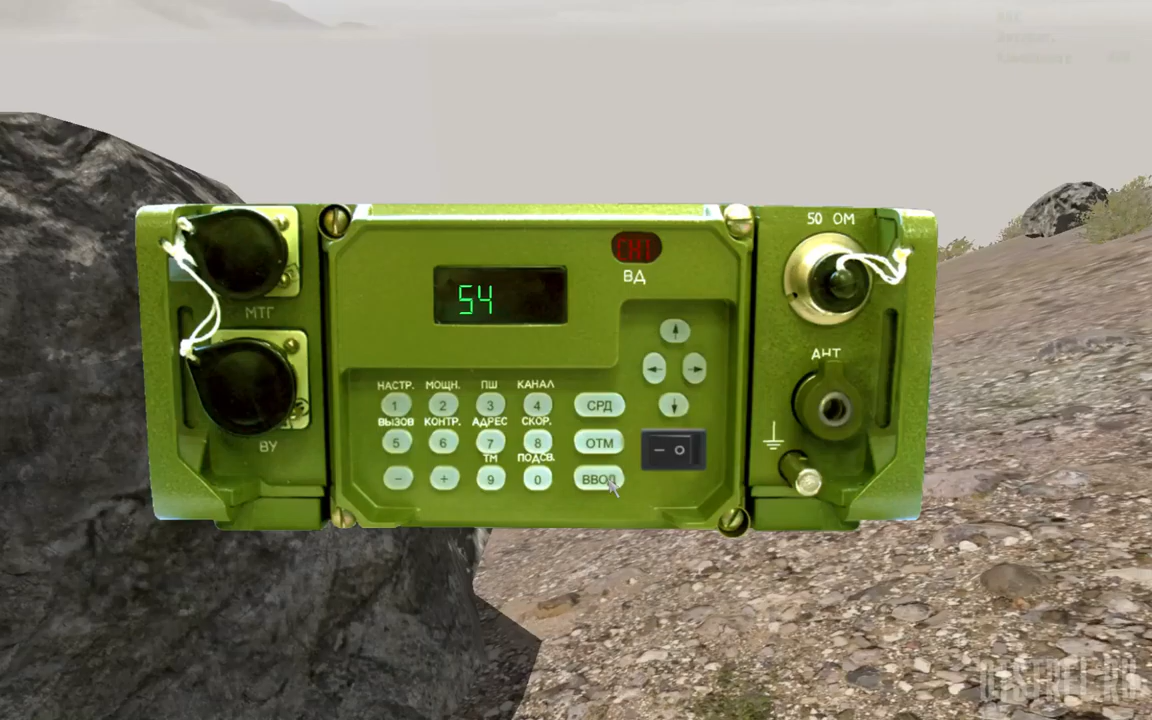 50 ОМ
ВД
54
МТГ
АНТ
НАСТР. МОЩН. ПШ КАНАЛ
1 2 3 4 СРД
ВЫЗОВ КОНТР. АДРЕС СКОР.
5 6 7 8 ОТМ
ВУ
ТМ ПОДСВ.
- + 9 0 ВВОД